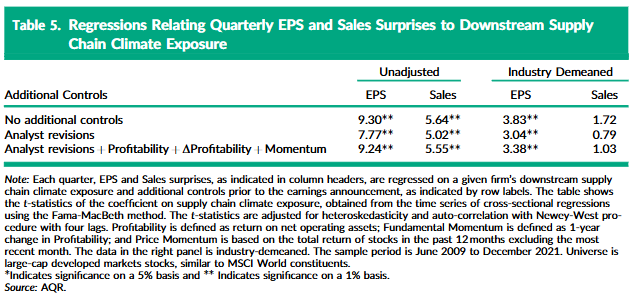 Table 5. Regressions Relating Quarterly EPS and Sales Surprises to Downstream Supply
Chain Climate Exposure
Unadjusted Industry Demeaned
Additional Controls EPS Sales EPS Sales
No additional controls 9.30** 5.64** 3.83** 1.72
Analyst revisions 7.77** 5.02** 3.04** 0.79
Analyst revisions + Profitability + ΔProfitability + Momentum 9.24** 5.55** 3.38** 1.03
Note: Each quarter, EPS and Sales surprises, as indicated in column headers, are regressed on a given firm's downstream supply
chain climate exposure and additional controls prior to the earnings announcement, as indicated by row labels. The table shows
the t-statistics of the coefficient on supply chain climate exposure, obtained from the time series of cross-sectional regressions
using the Fama-MacBeth method. The t-statistics are adjusted for heteroskedasticity and auto-correlation with Newey-West pro-
cedure with four lags. Profitability is defined as return on net operating assets; Fundamental Momentum is defined as 1-year
change in Profitability; and Price Momentum is based on the total return of stocks in the past 12 months excluding the most
recent month. The data in the right panel is industry-demeaned. The sample period is June 2009 to December 2021. Universe is
large-cap developed markets stocks, similar to MSCI World constituents.
*Indicates significance on a 5% basis and ** Indicates significance on a 1% basis.
Source: AQR.